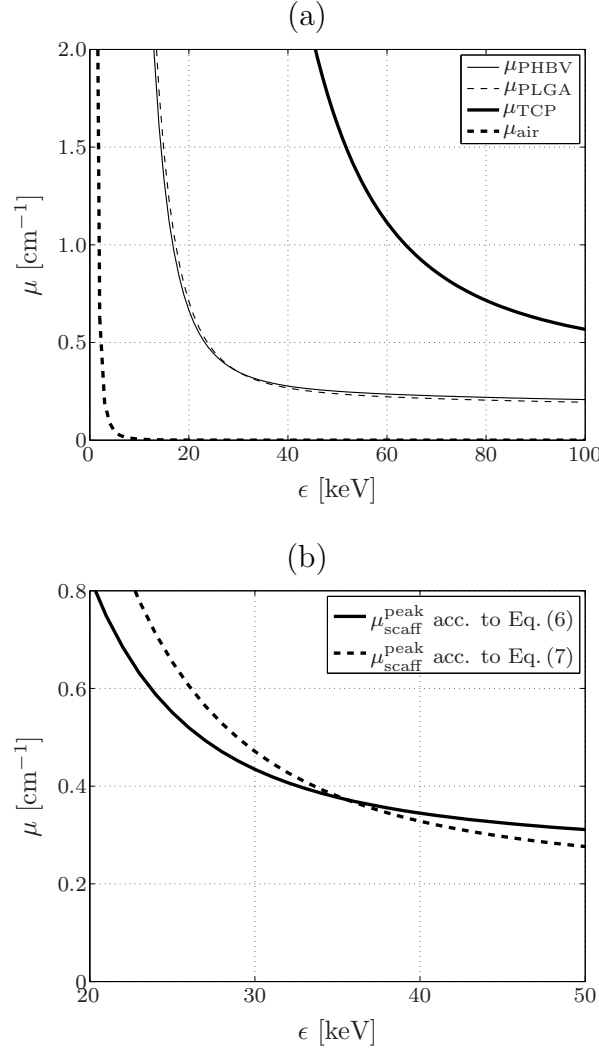 (a)
2.0
1.5
1.0
0.5
0
μ [cm⁻¹]
μPHBV
μPLGA
μTCP
μair
0 20 40 60 80 100
ϵ [keV]
(b)
0.8
0.6
0.4
0.2
0
μ [cm⁻¹]
μ^peak_scaff acc. to Eq. (6)
μ^peak_scaff acc. to Eq. (7)
20 30 40 50
ϵ [keV]